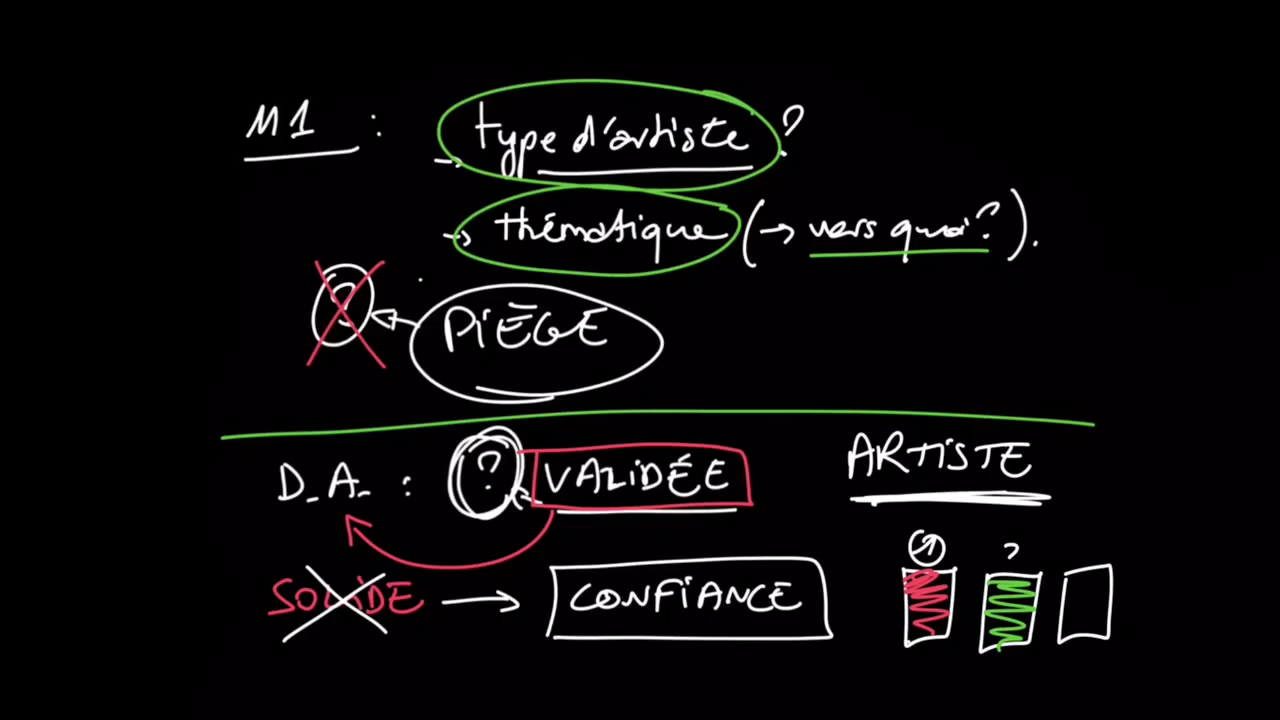 M1 : → type d'artiste ?
→ thématique (→ vers quoi ?).
? ← PIÈGE
D.A. : ? VALIDÉE
ARTISTE
SOLIDE → CONFIANCE
?